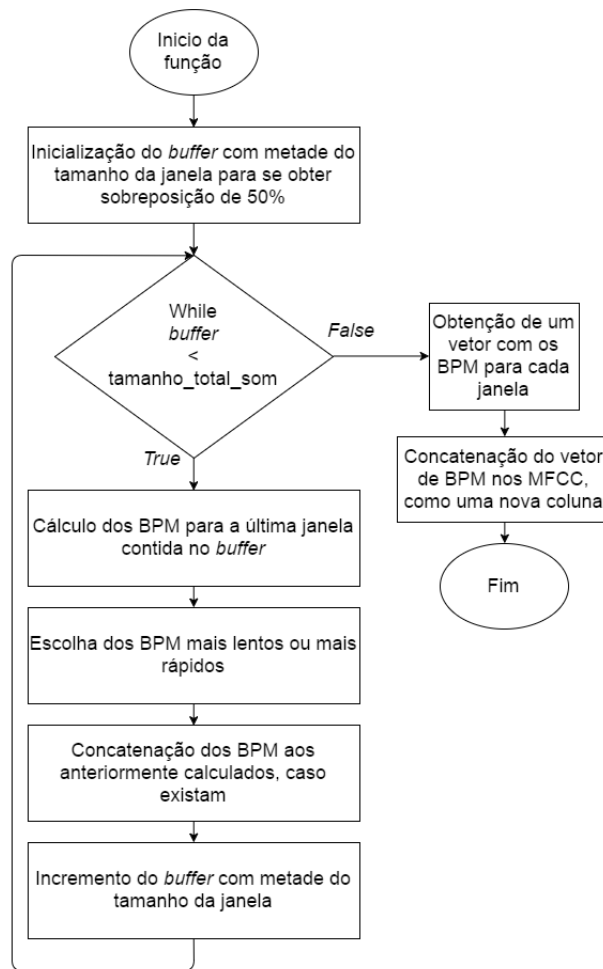 Inicio da
função
Inicialização do buffer com metade do
tamanho da janela para se obter
sobreposição de 50%
While
buffer
<
tamanho_total_som
False
True
Obtenção de um
vetor com os
BPM para cada
janela
Concatenação do vetor
de BPM nos MFCC,
como uma nova coluna
Fim
Cálculo dos BPM para a última janela
contida no buffer
Escolha dos BPM mais lentos ou mais
rápidos
Concatenação dos BPM aos
anteriormente calculados, caso
existam
Incremento do buffer com metade do
tamanho da janela